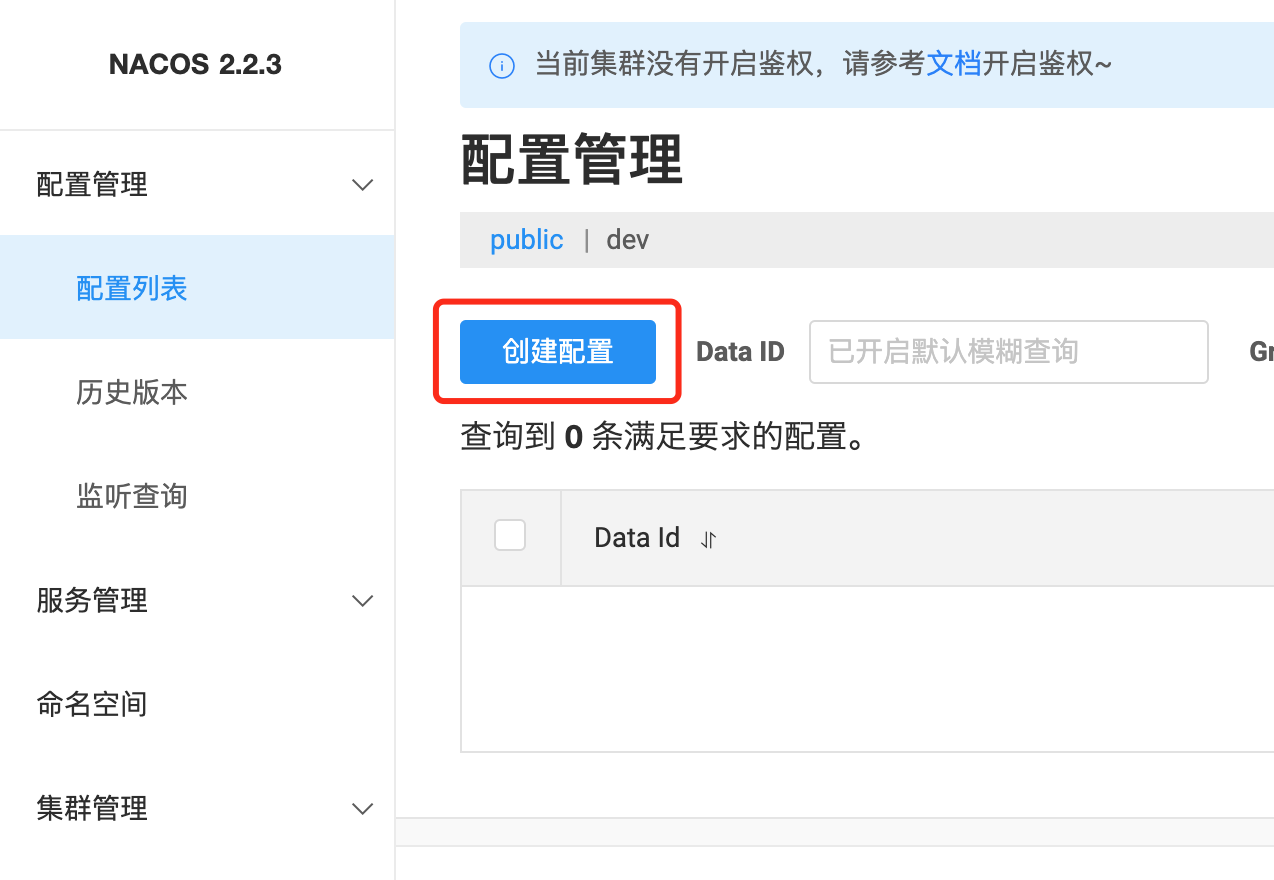 NACOS 2.2.3
配置管理
配置列表
历史版本
监听查询
服务管理
命名空间
集群管理
当前集群没有开启鉴权，请参考文档开启鉴权~
配置管理
public | dev
创建配置 Data ID 已开启默认模糊查询 Gr
查询到 0 条满足要求的配置。
Data Id